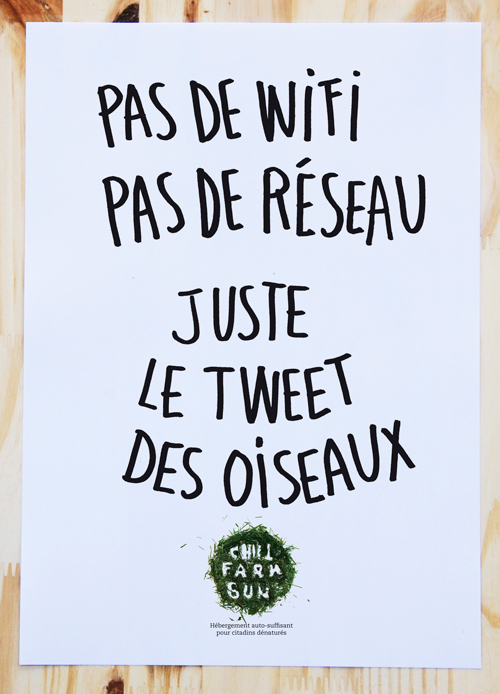 PAS DE WiFi
PAS DE RÉSEAU
JUSTE
LE TWEET
DES OiSEAUX
CHILL
FARM
SUN
Hébergement auto-suffisant
pour citadins dénaturés